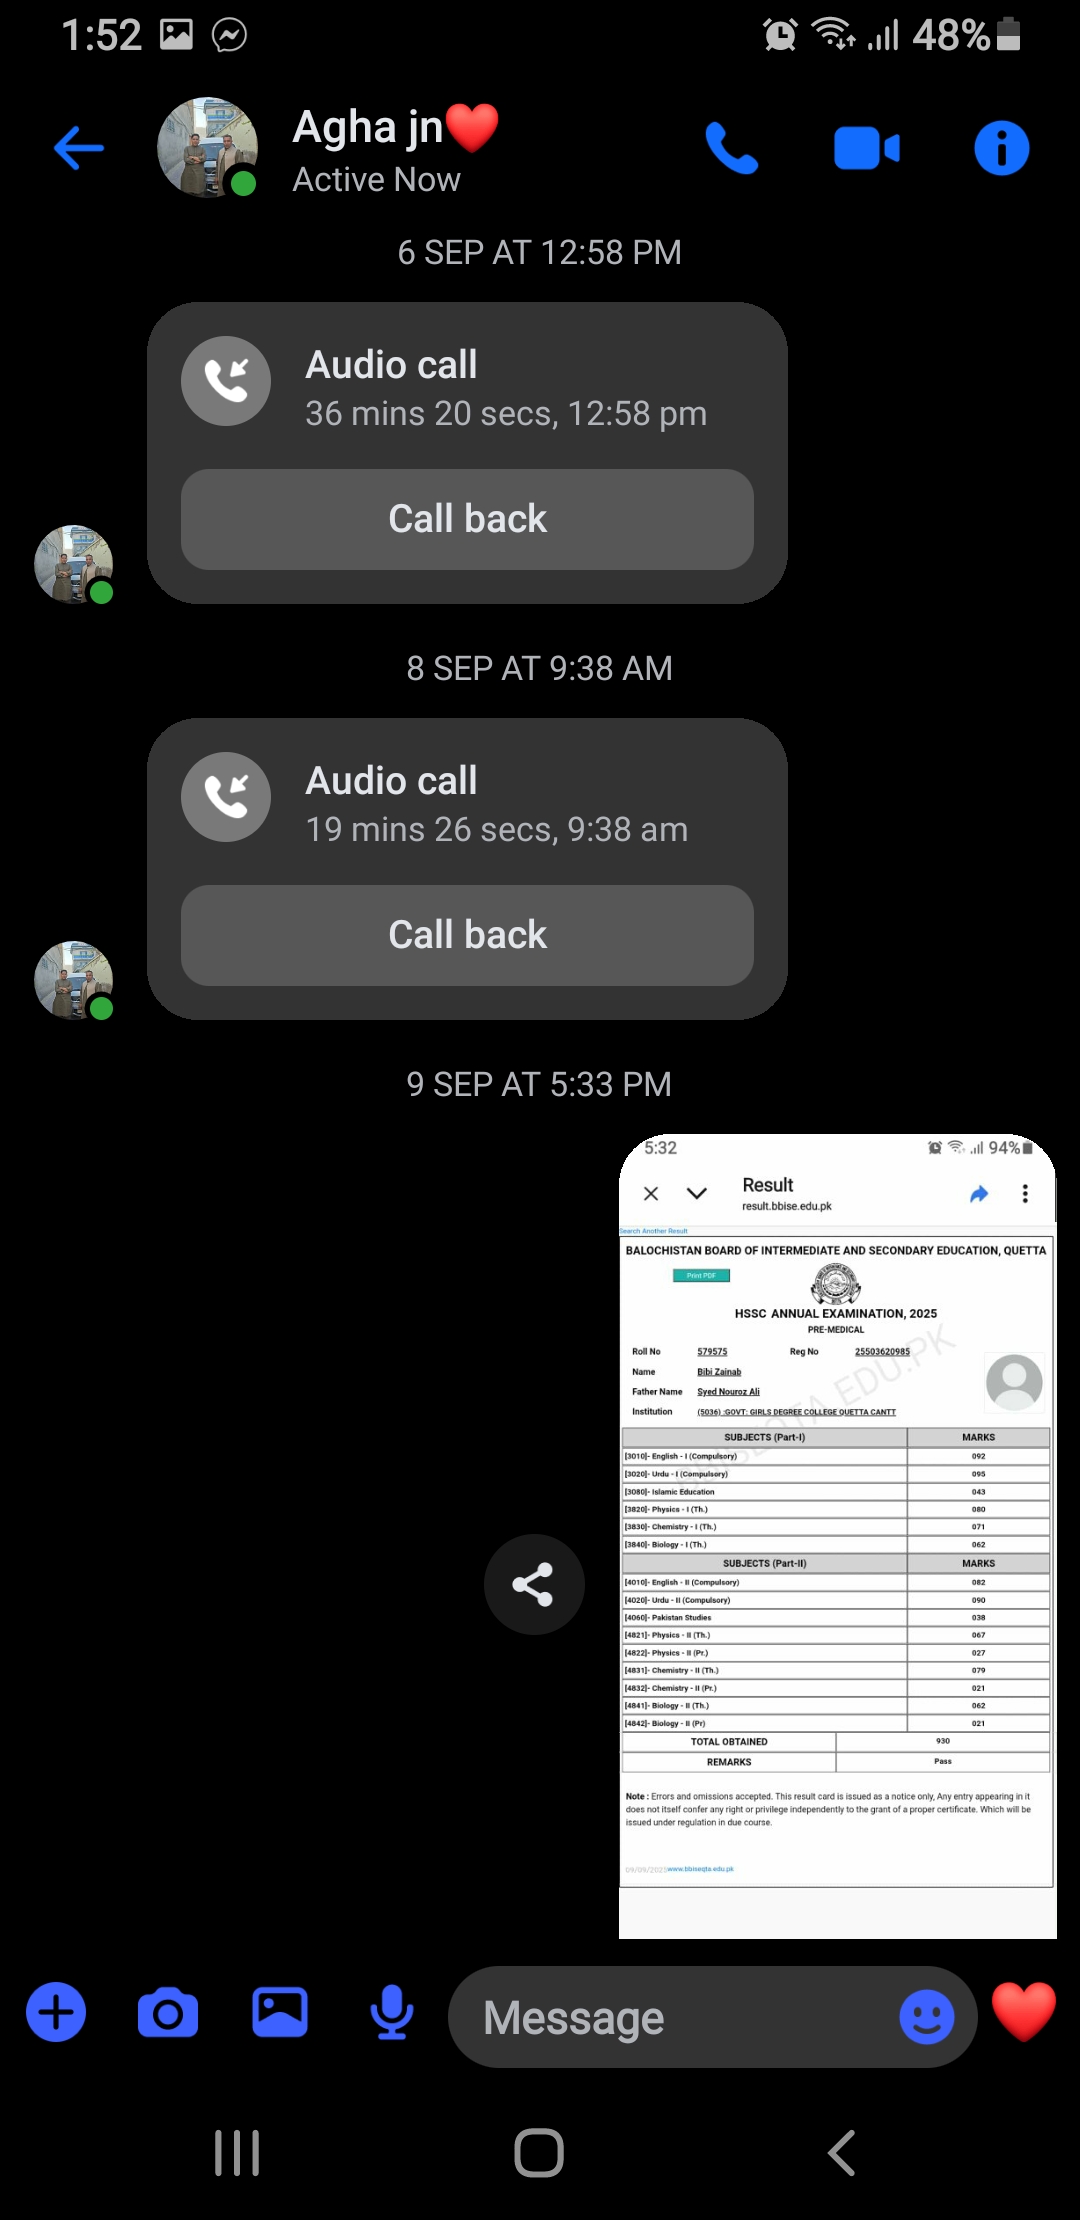 1:52 48%
Agha jn❤️
Active Now
6 SEP AT 12:58 PM
Audio call
36 mins 20 secs, 12:58 pm
Call back
8 SEP AT 9:38 AM
Audio call
19 mins 26 secs, 9:38 am
Call back
9 SEP AT 5:33 PM
5:32 94%
Result
result.bbise.edu.pk
Search Another Result
BALOCHISTAN BOARD OF INTERMEDIATE AND SECONDARY EDUCATION, QUETTA
Print PDF
HSSC ANNUAL EXAMINATION, 2025
PRE-MEDICAL
Roll No 579575 Reg No 25503620985
Name Bibi Zainab
Father Name Syed Nouroz Ali
Institution (5036) :GOVT: GIRLS DEGREE COLLEGE QUETTA CANTT
SUBJECTS (Part-I) MARKS
[3010]- English - I (Compulsory) 092
[3020]- Urdu - I (Compulsory) 095
[3080]- Islamic Education 043
[3820]- Physics - I (Th.) 080
[3830]- Chemistry - I (Th.) 071
[3840]- Biology - I (Th.) 062
SUBJECTS (Part-II) MARKS
[4010]- English - II (Compulsory) 082
[4020]- Urdu - II (Compulsory) 090
[4060]- Pakistan Studies 038
[4821]- Physics - II (Th.) 067
[4822]- Physics - II (Pr.) 027
[4831]- Chemistry - II (Th.) 079
[4832]- Chemistry - II (Pr.) 021
[4841]- Biology - II (Th.) 062
[4842]- Biology - II (Pr) 021
TOTAL OBTAINED 930
REMARKS Pass
Note : Errors and omissions accepted. This result card is issued as a notice only, Any entry appearing in it
does not itself confer any right or privilege independently to the grant of a proper certificate. Which will be
issued under regulation in due course.
09/09/2025 www.bbiseqta.edu.pk
Message